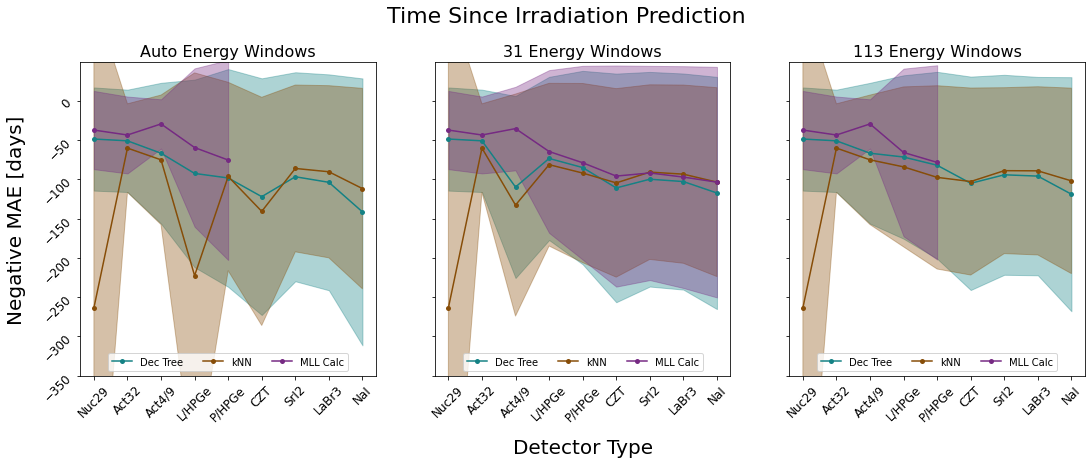 Time Since Irradiation Prediction
Auto Energy Windows
31 Energy Windows
113 Energy Windows
Negative MAE [days]
0
−50
−100
−150
−200
−250
−300
−350
Dec Tree kNN MLL Calc
Dec Tree kNN MLL Calc
Dec Tree kNN MLL Calc
Nuc29 Act32 Act4/9 L/HPGe P/HPGe CZT SrI2 LaBr3 NaI
Nuc29 Act32 Act4/9 L/HPGe P/HPGe CZT SrI2 LaBr3 NaI
Nuc29 Act32 Act4/9 L/HPGe P/HPGe CZT SrI2 LaBr3 NaI
Detector Type